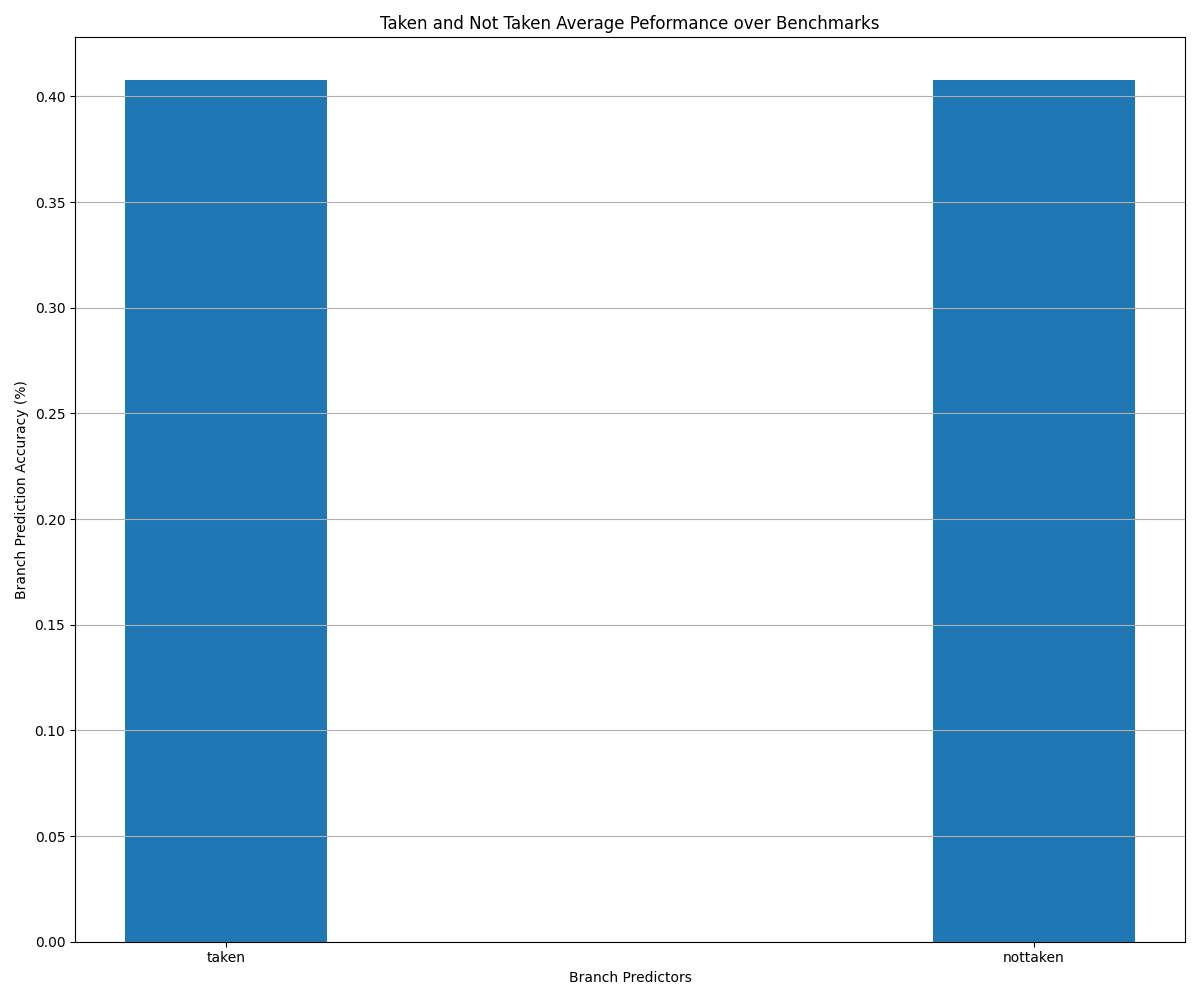 Taken and Not Taken Average Peformance over Benchmarks
0.40
0.35
0.30
0.25
0.20
0.15
0.10
0.05
0.00
Branch Prediction Accuracy (%)
taken
nottaken
Branch Predictors